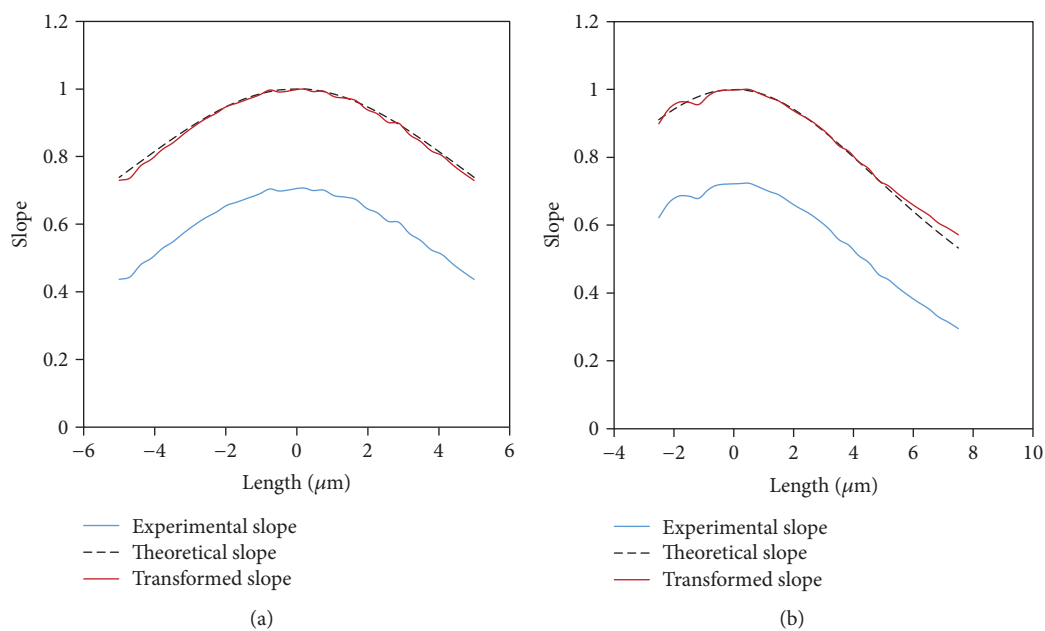 1.2
1
0.8
0.6
0.4
0.2
0
Slope
−6 −4 −2 0 2 4 6
Length (μm)
Experimental slope
Theoretical slope
Transformed slope
(a)
1.2
1
0.8
0.6
0.4
0.2
0
Slope
−4 −2 0 2 4 6 8 10
Length (μm)
Experimental slope
Theoretical slope
Transformed slope
(b)